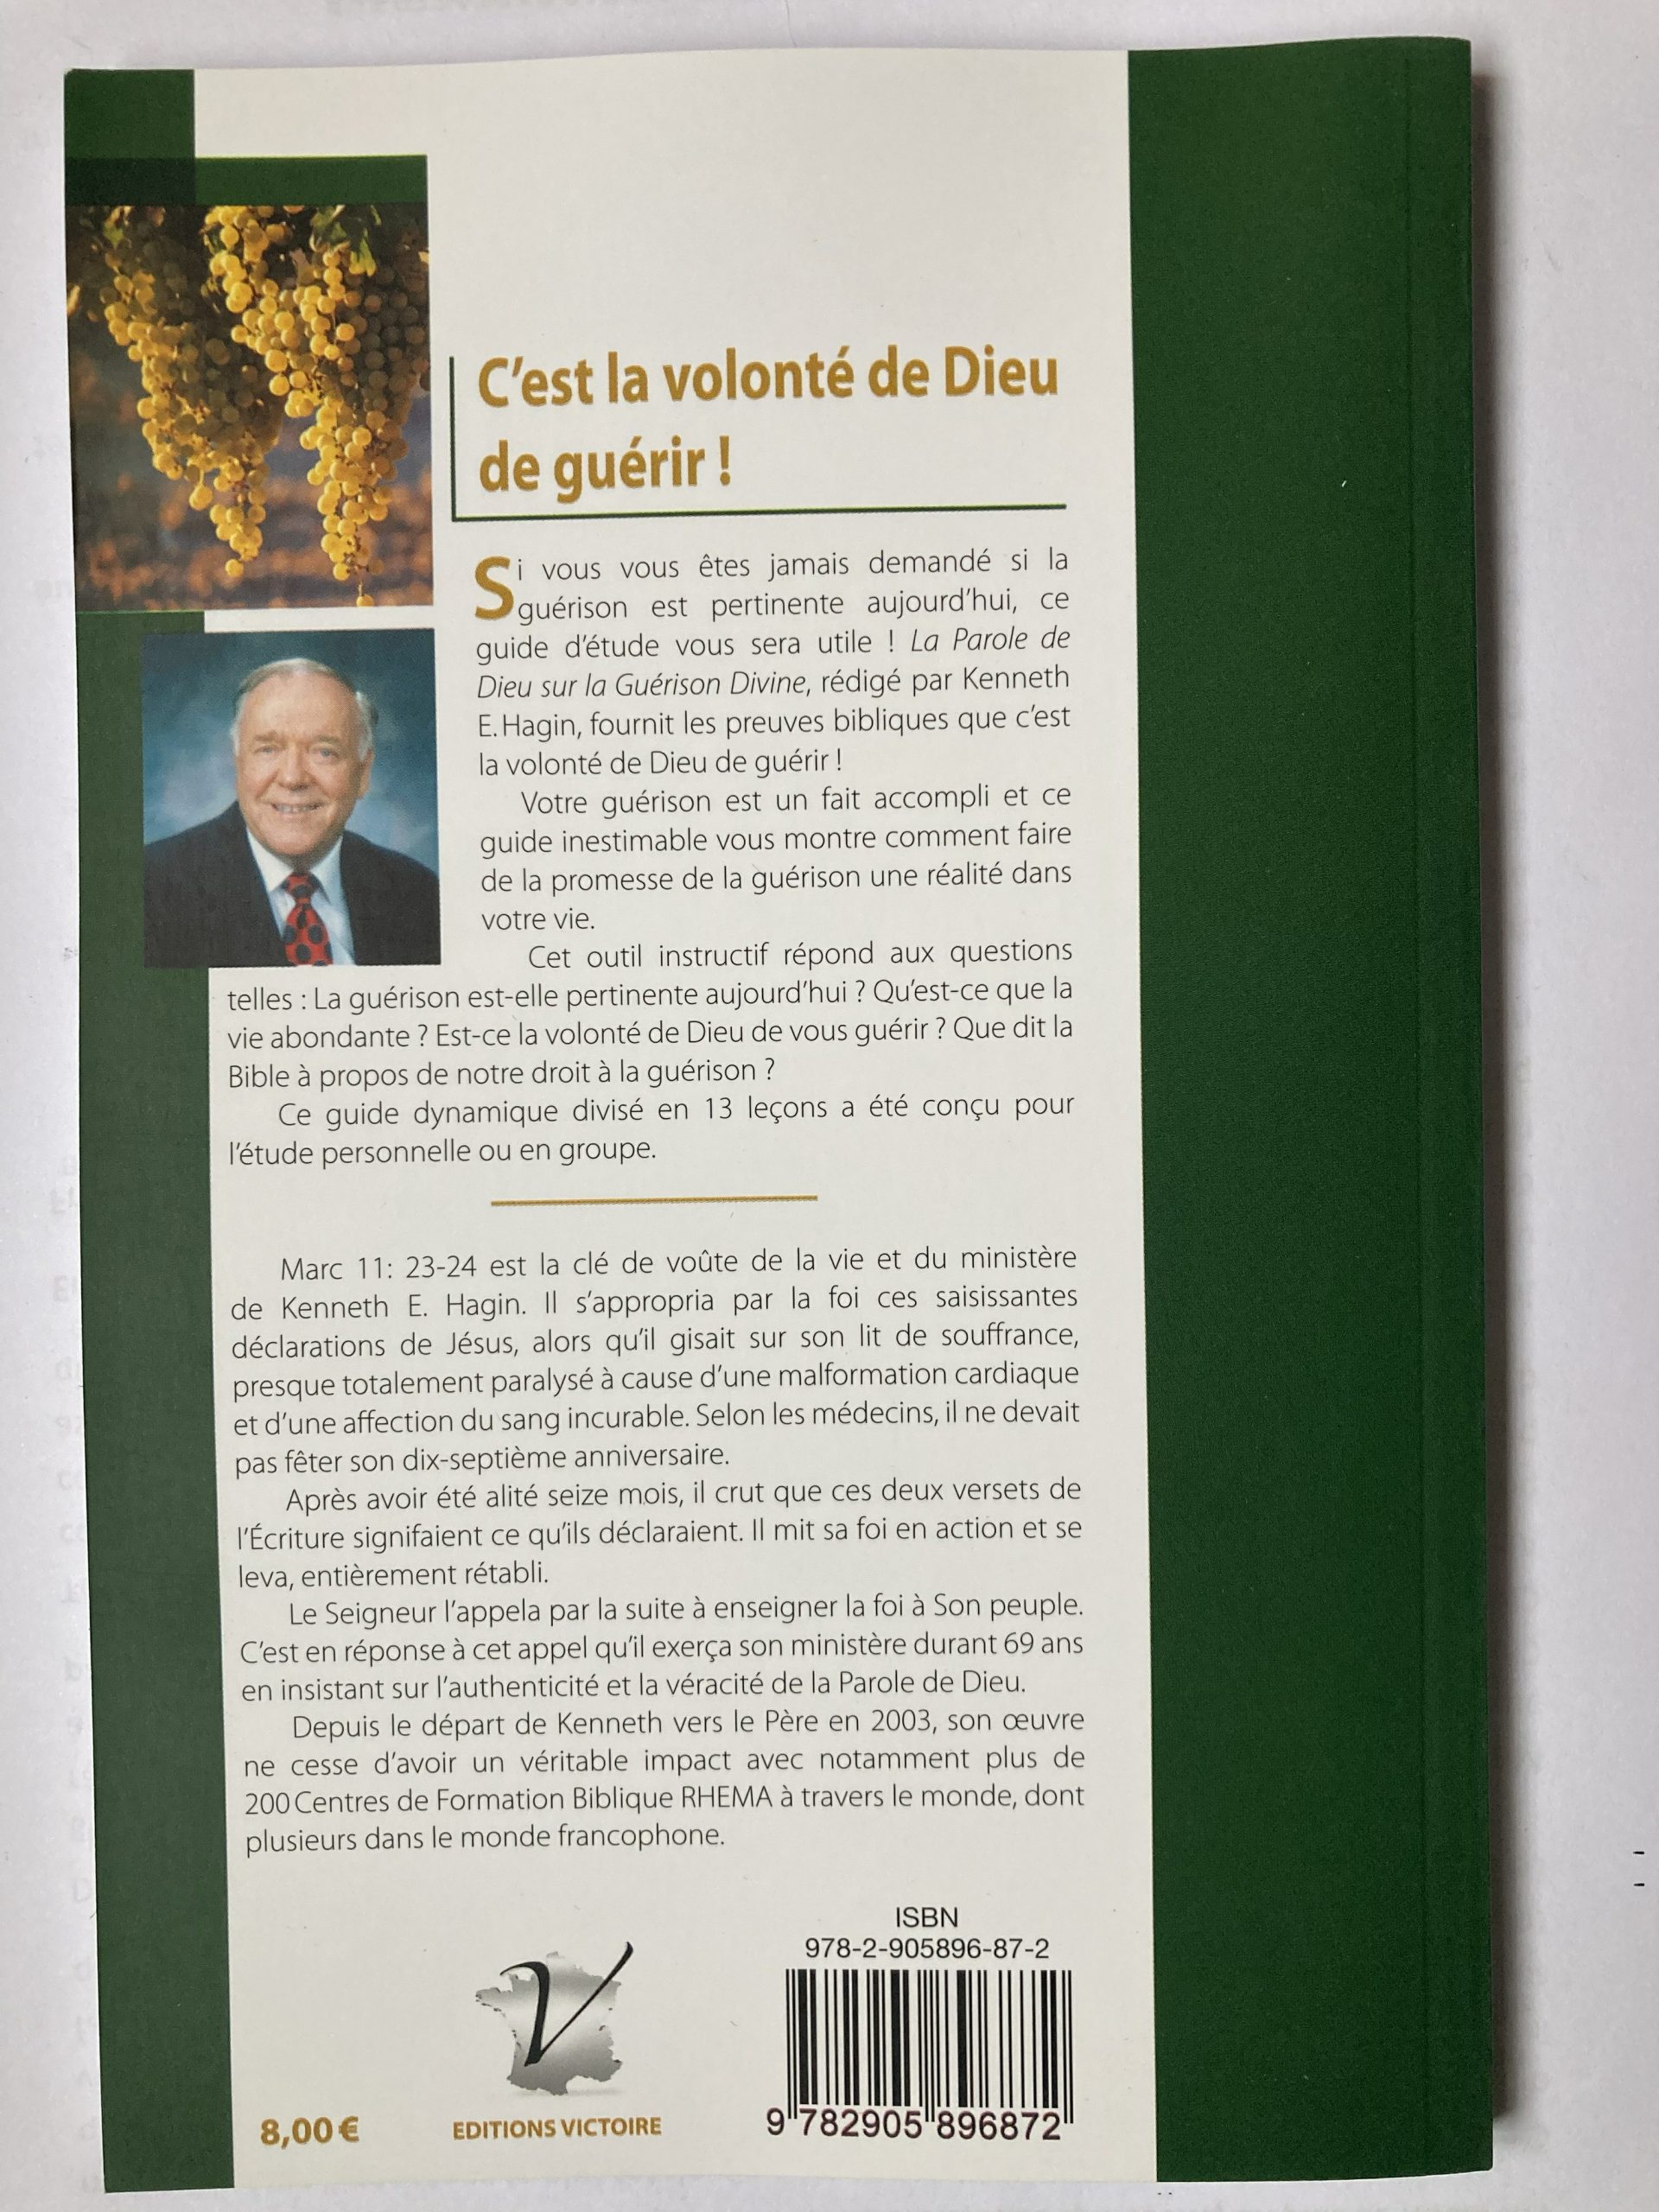 C'est la volonté de Dieu
de guérir !
Si vous vous êtes jamais demandé si la
guérison est pertinente aujourd'hui, ce
guide d'étude vous sera utile ! La Parole de
Dieu sur la Guérison Divine, rédigé par Kenneth
E. Hagin, fournit les preuves bibliques que c'est
la volonté de Dieu de guérir !
Votre guérison est un fait accompli et ce
guide inestimable vous montre comment faire
de la promesse de la guérison une réalité dans
votre vie.
Cet outil instructif répond aux questions
telles : La guérison est-elle pertinente aujourd'hui ? Qu'est-ce que la
vie abondante ? Est-ce la volonté de Dieu de vous guérir ? Que dit la
Bible à propos de notre droit à la guérison ?
Ce guide dynamique divisé en 13 leçons a été conçu pour
l'étude personnelle ou en groupe.
Marc 11: 23-24 est la clé de voûte de la vie et du ministère
de Kenneth E. Hagin. Il s'appropria par la foi ces saisissantes
déclarations de Jésus, alors qu'il gisait sur son lit de souffrance,
presque totalement paralysé à cause d'une malformation cardiaque
et d'une affection du sang incurable. Selon les médecins, il ne devait
pas fêter son dix-septième anniversaire.
Après avoir été alité seize mois, il crut que ces deux versets de
l'Écriture signifaient ce qu'ils déclaraient. Il mit sa foi en action et se
leva, entièrement rétabli.
Le Seigneur l'appela par la suite à enseigner la foi à Son peuple.
C'est en réponse à cet appel qu'il exerça son ministère durant 69 ans
en insistant sur l'authenticité et la véracité de la Parole de Dieu.
Depuis le départ de Kenneth vers le Père en 2003, son œuvre
ne cesse d'avoir un véritable impact avec notamment plus de
200 Centres de Formation Biblique RHEMA à travers le monde, dont
plusieurs dans le monde francophone.
ISBN
978-2-905896-87-2
V
9 782905 896872
8,00 €
EDITIONS VICTOIRE